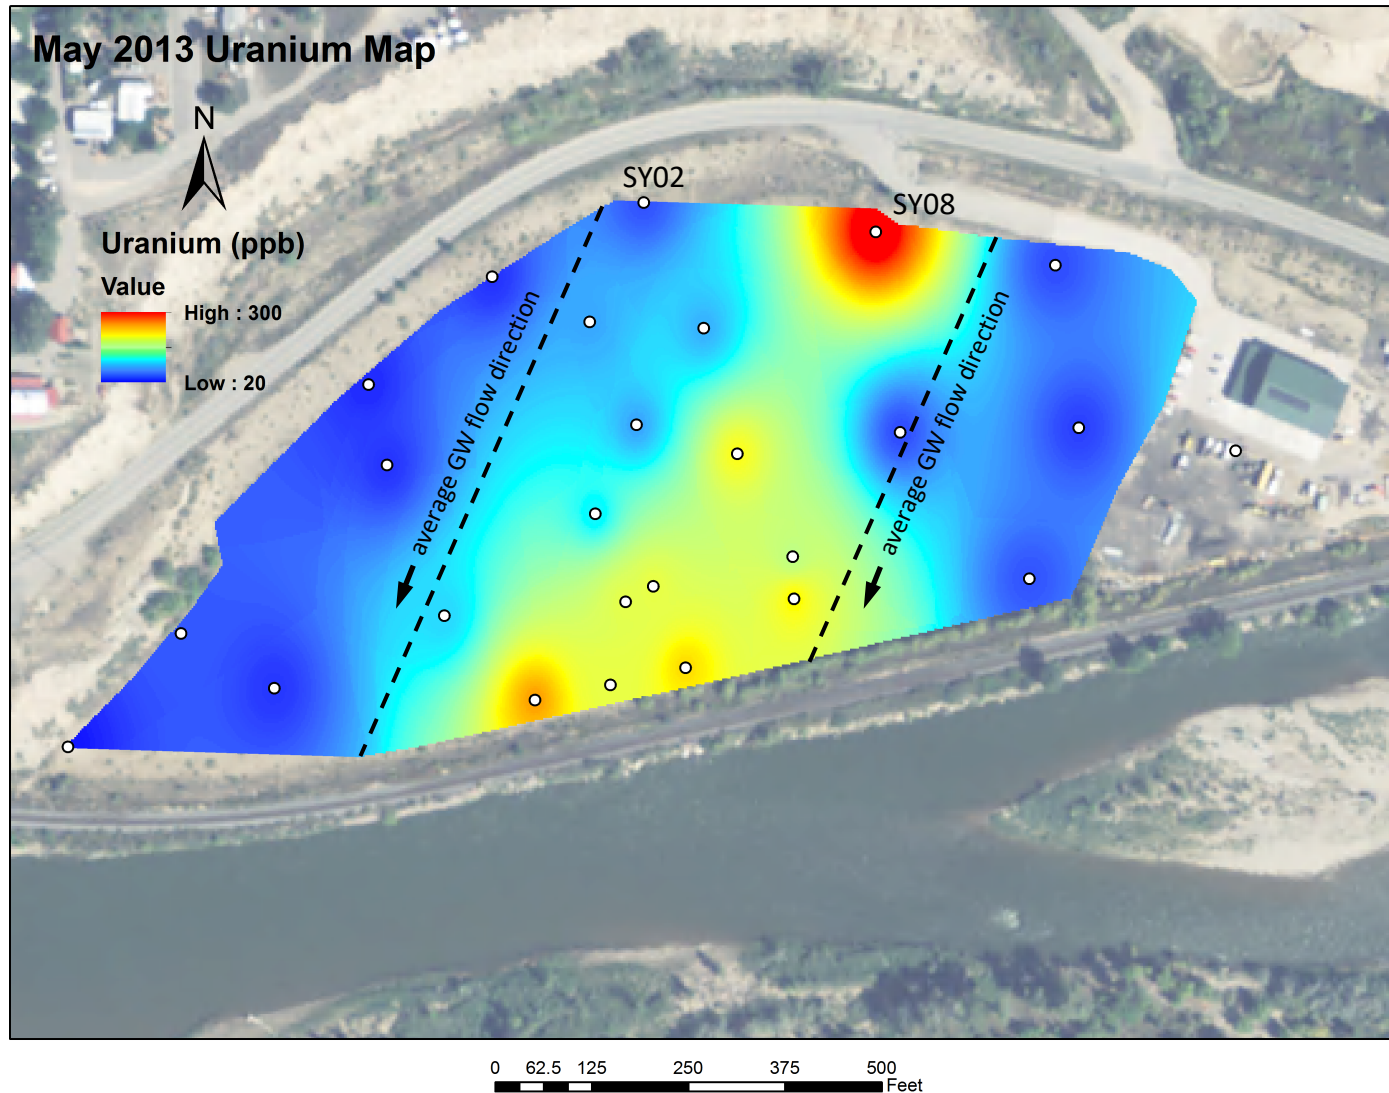 May 2013 Uranium Map
N
SY02
SY08
Uranium (ppb)
Value
High : 300
Low : 20
average GW flow direction
average GW flow direction
0 62.5 125 250 375 500
Feet